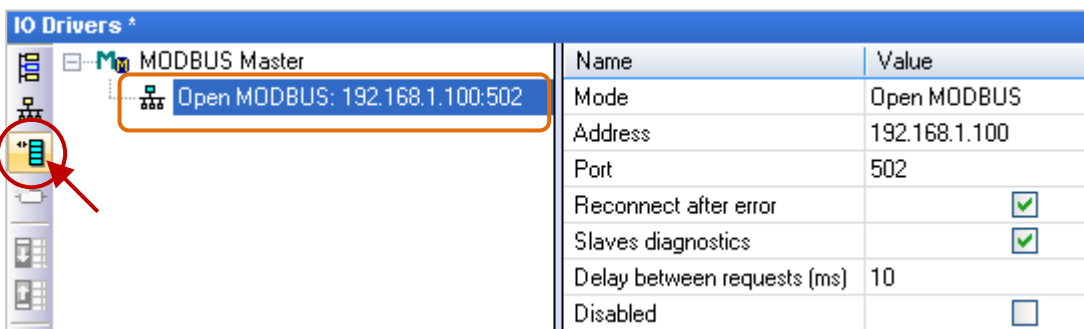 IO Drivers *
MODBUS Master
Open MODBUS: 192.168.1.100:502
Name Value
Mode Open MODBUS
Address 192.168.1.100
Port 502
Reconnect after error
Slaves diagnostics
Delay between requests (ms) 10
Disabled